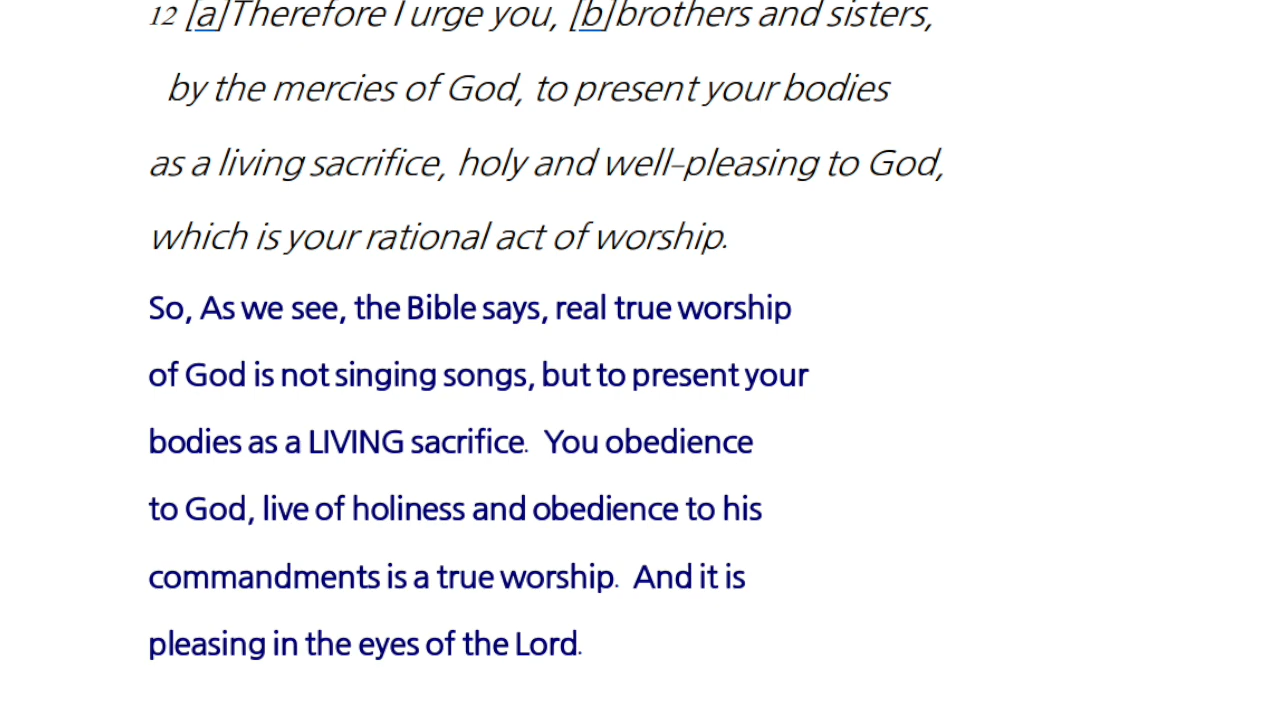 12 [a]Therefore I urge you, [b]brothers and sisters,
by the mercies of God, to present your bodies
as a living sacrifice, holy and well-pleasing to God,
which is your rational act of worship.
So, As we see, the Bible says, real true worship
of God is not singing songs, but to present your
bodies as a LIVING sacrifice. You obedience
to God, live of holiness and obedience to his
commandments is a true worship. And it is
pleasing in the eyes of the Lord.